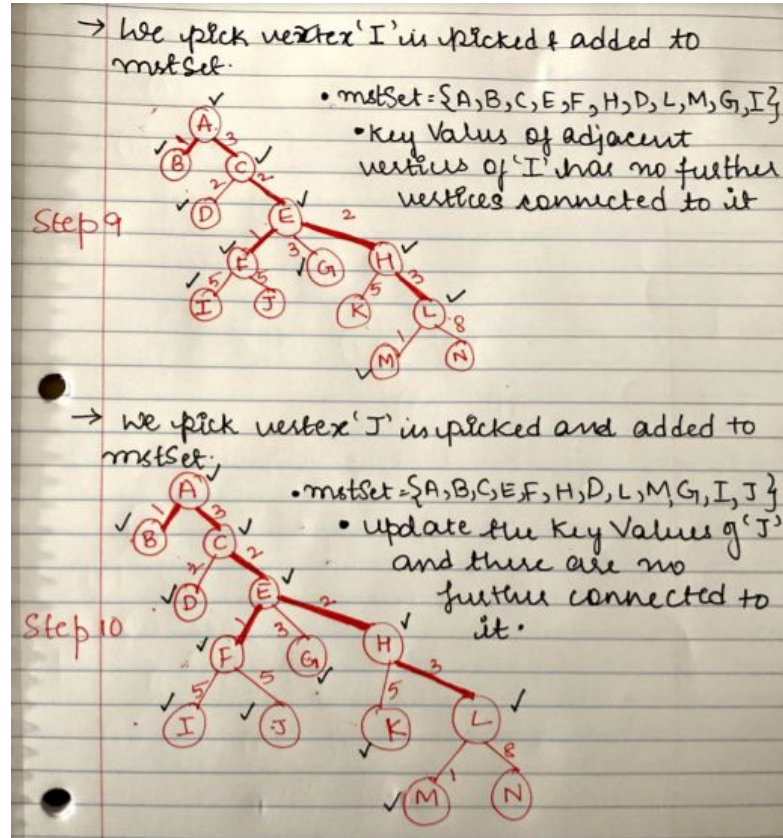 → We pick vertex 'I' is picked & added to
mstSet.
• mstSet = {A, B, C, E, F, H, D, L, M, G, I}
• Key Value of adjacent
vertices of 'I' has no further
vertices connected to it
Step 9
A
1 3
B C
2 2
D E
1 3 2
F G H
5 5 5 3
I J K L
1 8
M N
→ We pick vertex 'J' is picked and added to
mstSet.
• mstSet = {A, B, C, E, F, H, D, L, M, G, I, J}
• update the Key Values of 'J'
and there are no
further connected to
it.
Step 10
A
1 3
B C
2 2
D E
1 3 2
F G H
5 5 5 3
I J K L
1 8
M N